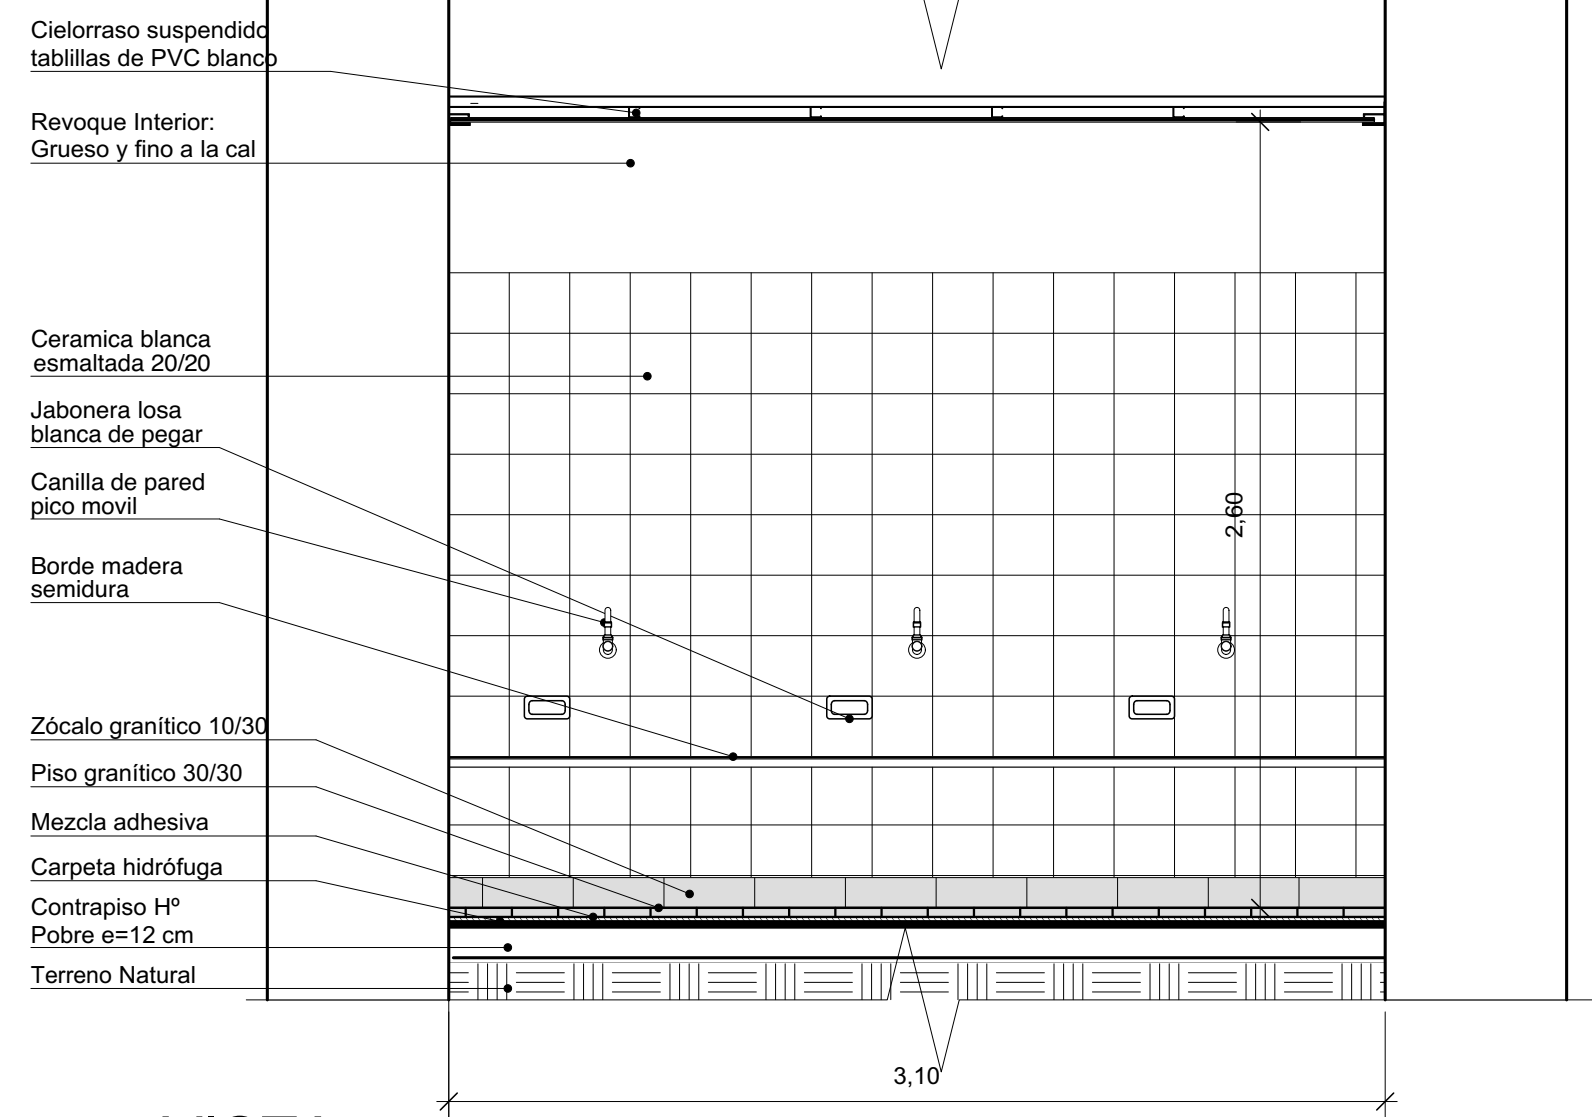 Cielorraso suspendido
tablillas de PVC blanco
Revoque Interior:
Grueso y fino a la cal
Ceramica blanca
esmaltada 20/20
Jabonera losa
blanca de pegar
Canilla de pared
pico movil
Borde madera
semidura
Zócalo granítico 10/30
Piso granítico 30/30
Mezcla adhesiva
Carpeta hidrófuga
Contrapiso Hº
Pobre e=12 cm
Terreno Natural
2,60
3,10